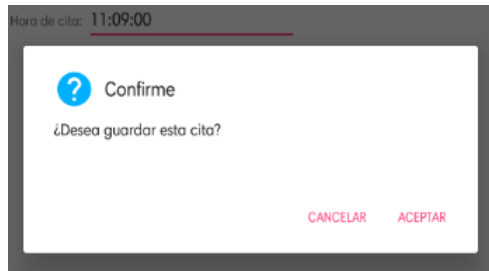 Hora de cita: 11:09:00
Confirme
¿Desea guardar esta cita?
CANCELAR ACEPTAR